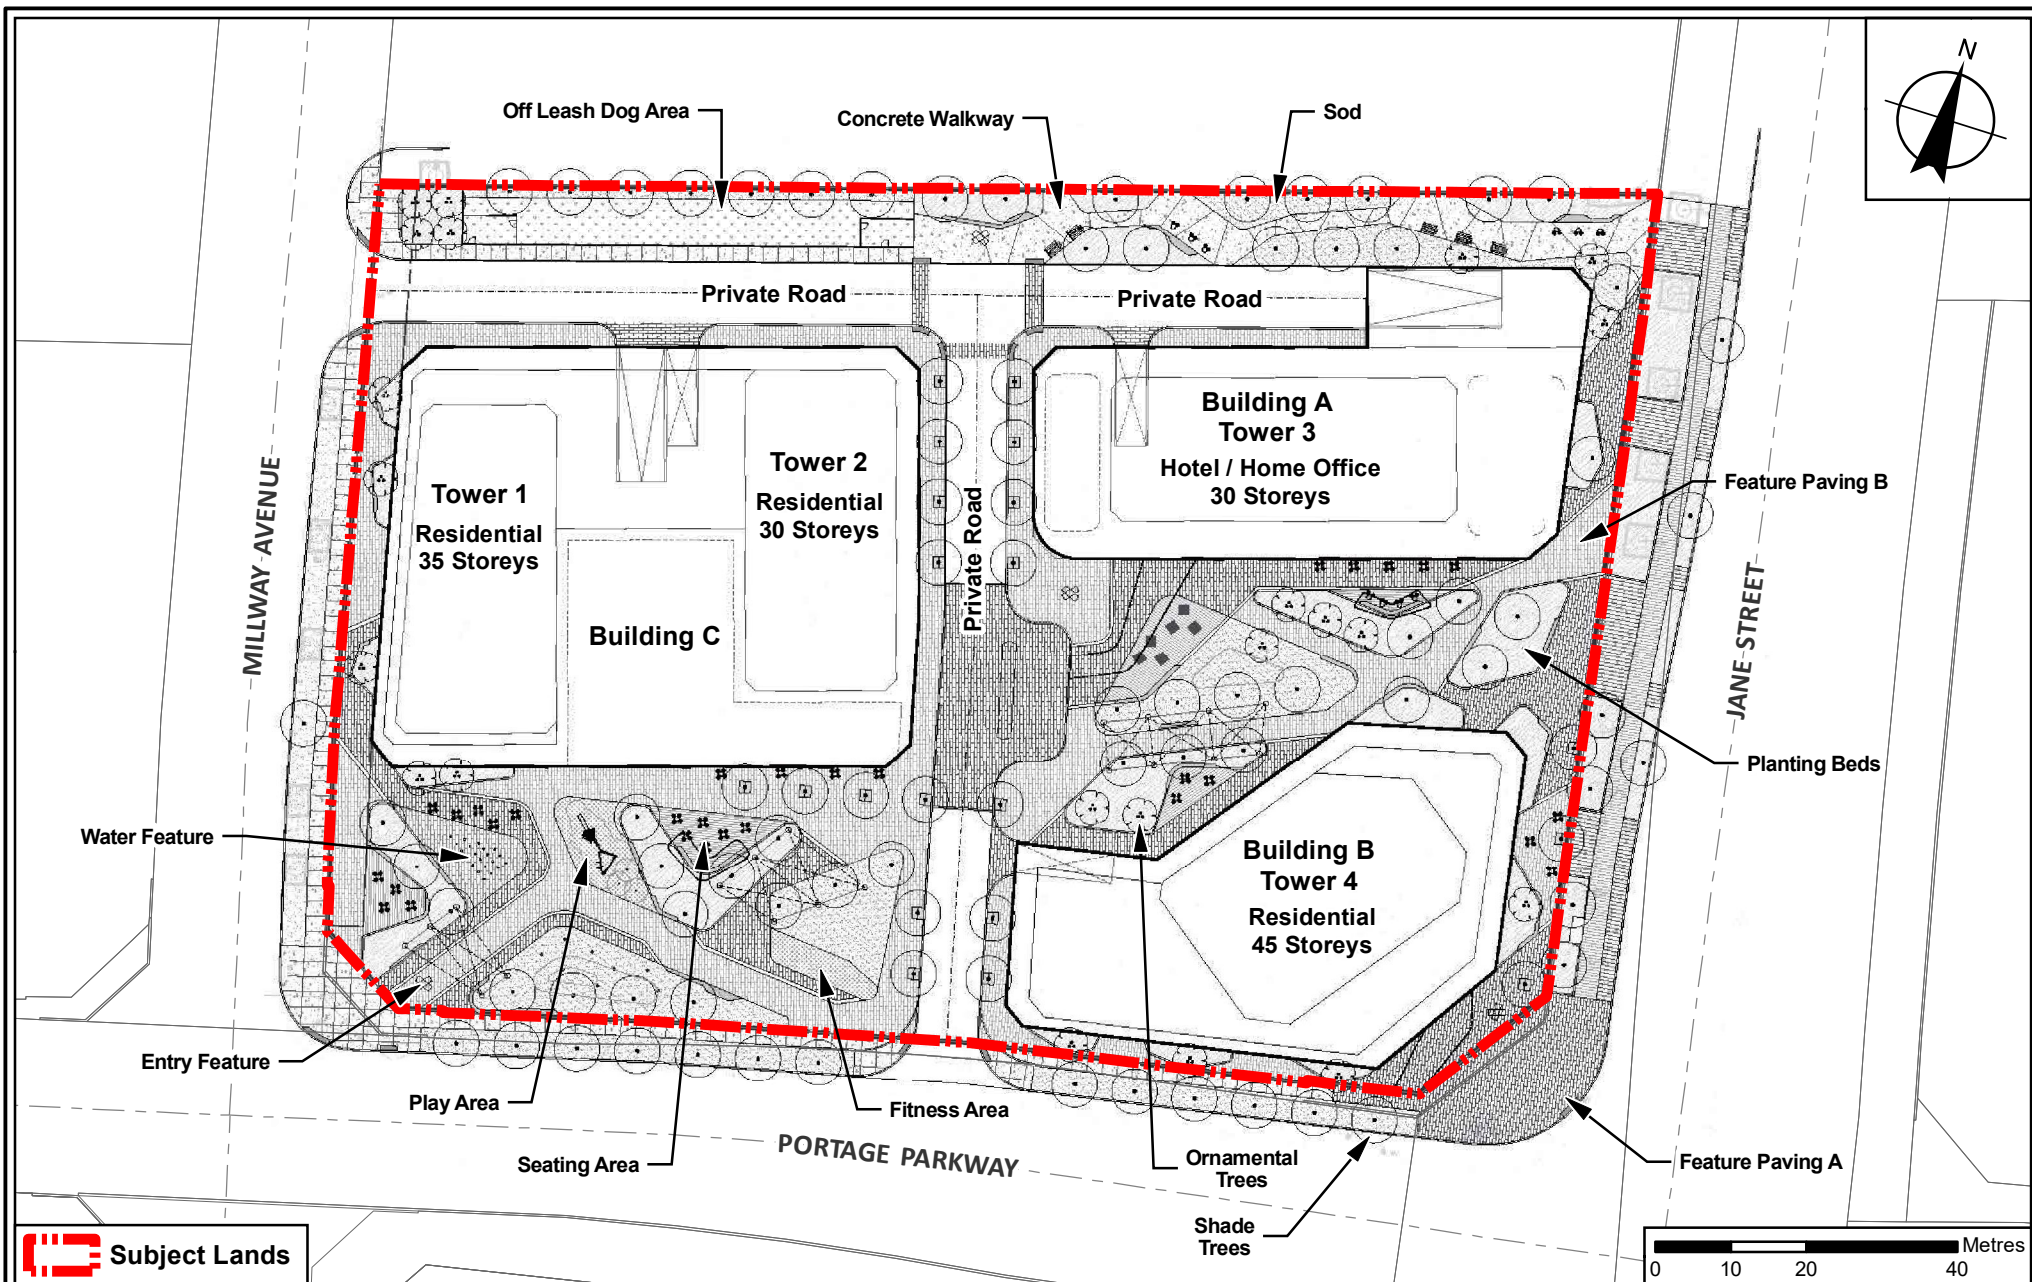 N
Off Leash Dog Area
Concrete Walkway
Sod
Private Road
Private Road
Building A
Tower 3
Hotel / Home Office
30 Storeys
Tower 1
Residential
35 Storeys
Tower 2
Residential
30 Storeys
Building C
Private Road
MILLWAY AVENUE
JANE STREET
Feature Paving B
Planting Beds
Water Feature
Building B
Tower 4
Residential
45 Storeys
Entry Feature
Play Area
Fitness Area
Seating Area
PORTAGE PARKWAY
Ornamental
Trees
Feature Paving A
Shade
Trees
Subject Lands
Metres
0 10 20 40